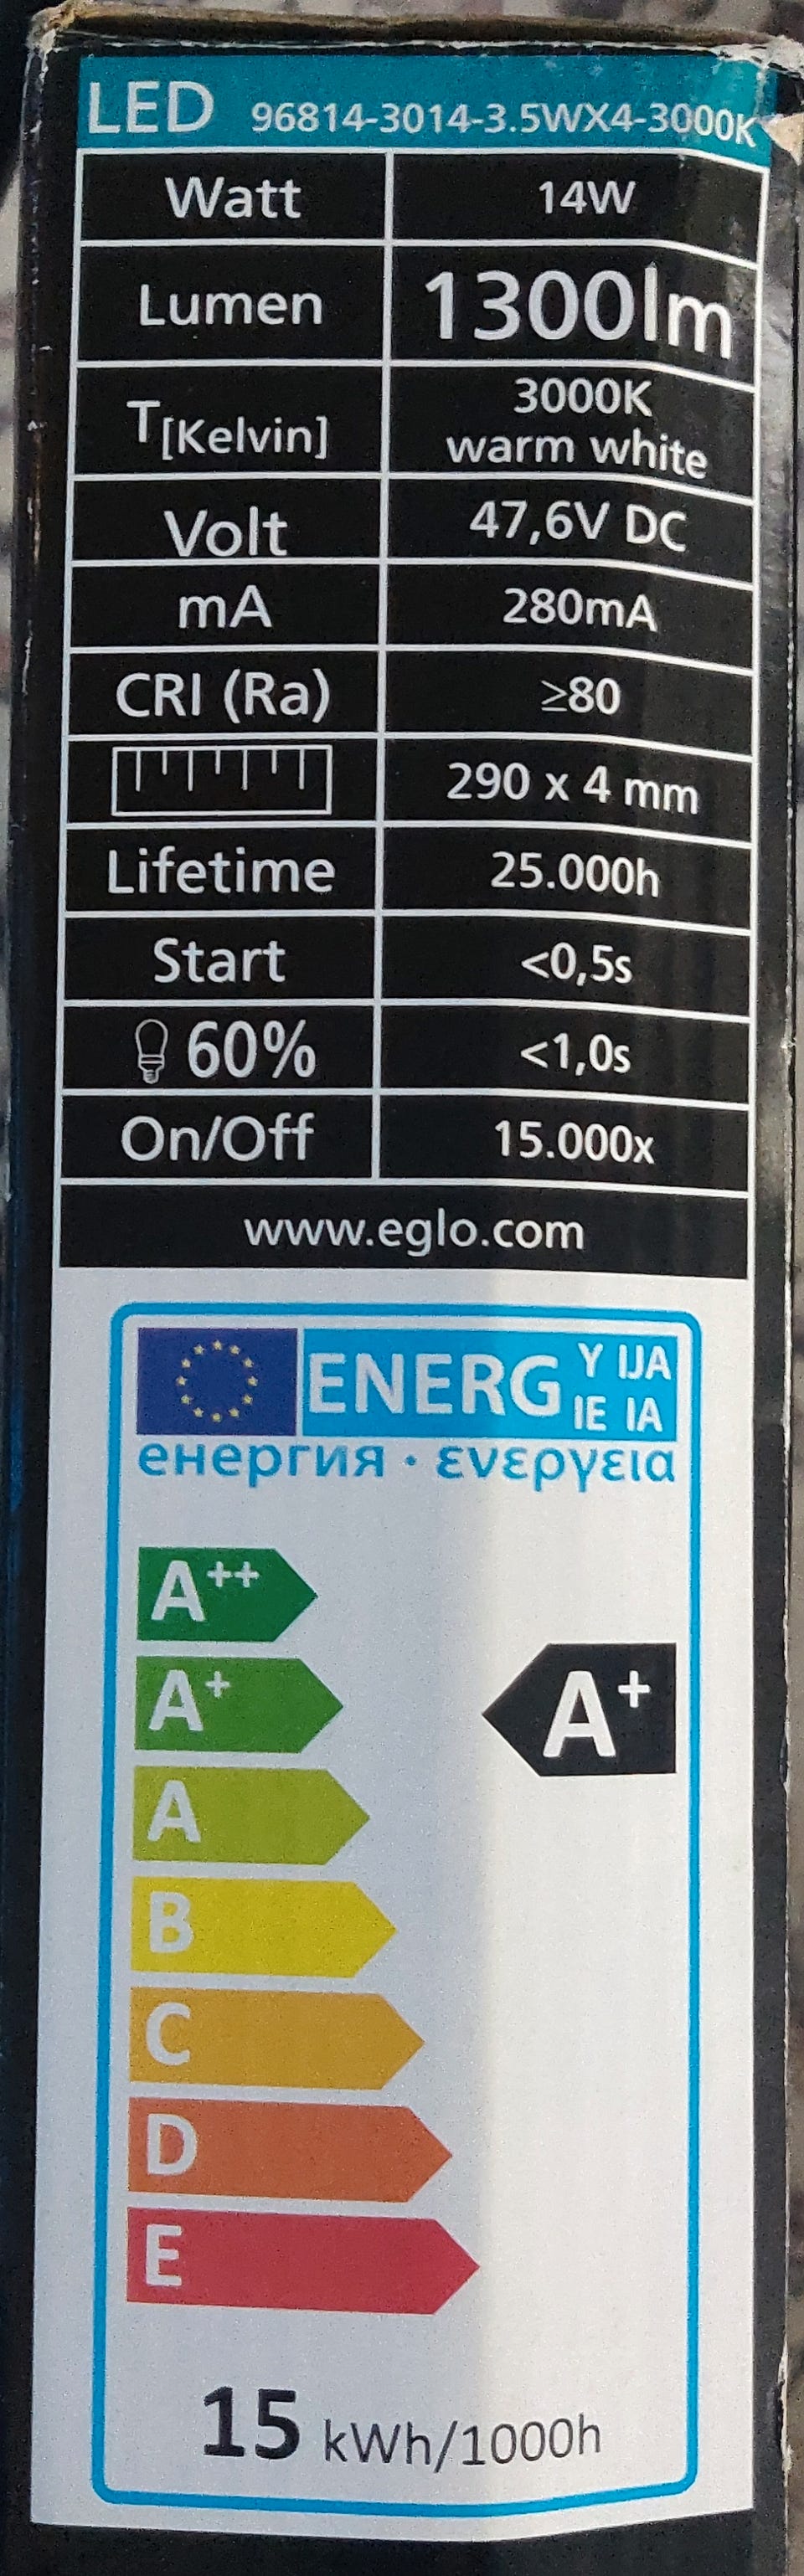 LED 96814-3014-3.5WX4-3000K
Watt 14W
Lumen 1300lm
T[Kelvin] 3000K
warm white
Volt 47,6V DC
mA 280mA
CRI (Ra) ≥80
290 x 4 mm
Lifetime 25.000h
Start <0,5s
60% <1,0s
On/Off 15.000x
www.eglo.com
ENERG Y IJA
IE IA
енергия · ενεργεια
A++
A+ A+
A
B
C
D
E
15 kWh/1000h